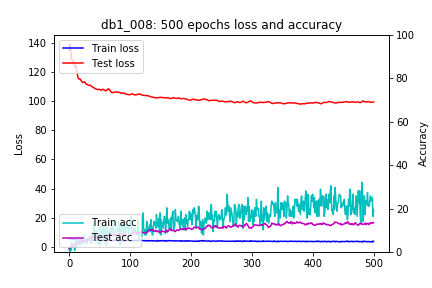 db1_008: 500 epochs loss and accuracy
140
120
100
80
60
40
20
0
Loss
100
80
60
40
20
0
Accuracy
Train loss
Test loss
Train acc
Test acc
0
100
200
300
400
500